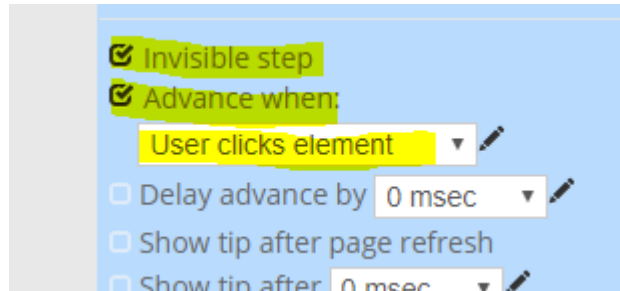 Invisible step
Advance when:
User clicks element
Delay advance by 0 msec
Show tip after page refresh
Show tip after 0 msec